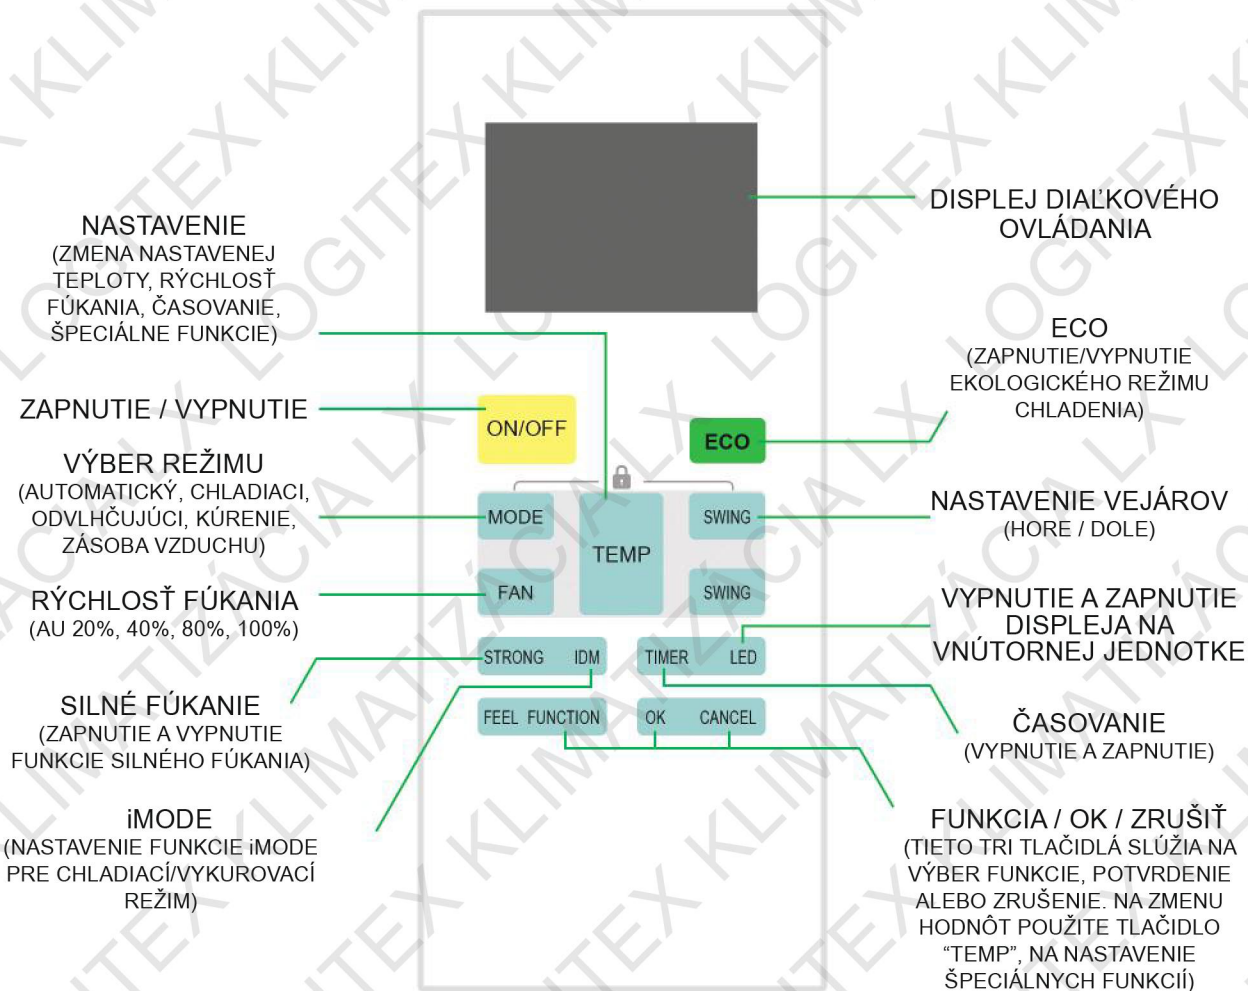 NASTAVENIE
(ZMENA NASTAVENEJ
TEPLOTY, RÝCHLOSŤ
FÚKANIA, ČASOVANIE,
ŠPECIÁLNE FUNKCIE)
ZAPNUTIE / VYPNUTIE
VÝBER REŽIMU
(AUTOMATICKÝ, CHLADIACI,
ODVLHČUJÚCI, KÚRENIE,
ZÁSOBA VZDUCHU)
RÝCHLOSŤ FÚKANIA
(AU 20%, 40%, 80%, 100%)
SILNÉ FÚKANIE
(ZAPNUTIE A VYPNUTIE
FUNKCIE SILNÉHO FÚKANIA)
iMODE
(NASTAVENIE FUNKCIE iMODE
PRE CHLADIACÍ/VYKUROVACÍ
REŽIM)
ON/OFF
ECO
MODE
TEMP
SWING
FAN
SWING
STRONG IDM
TIMER LED
FEEL FUNCTION
OK CANCEL
DISPLEJ DIAĽKOVÉHO
OVLÁDANIA
ECO
(ZAPNUTIE/VYPNUTIE
EKOLOGICKÉHO REŽIMU
CHLADENIA)
NASTAVENIE VEJÁROV
(HORE / DOLE)
VYPNUTIE A ZAPNUTIE
DISPLEJA NA
VNÚTORNEJ JEDNOTKE
ČASOVANIE
(VYPNUTIE A ZAPNUTIE)
FUNKCIA / OK / ZRUŠIŤ
(TIETO TRI TLAČIDLÁ SLÚŽIA NA
VÝBER FUNKCIE, POTVRDENIE
ALEBO ZRUŠENIE. NA ZMENU
HODNÔT POUŽITE TLAČIDLO
“TEMP”, NA NASTAVENIE
ŠPECIÁLNYCH FUNKCIÍ)
LOGITEX KLIMATIZÁCIA